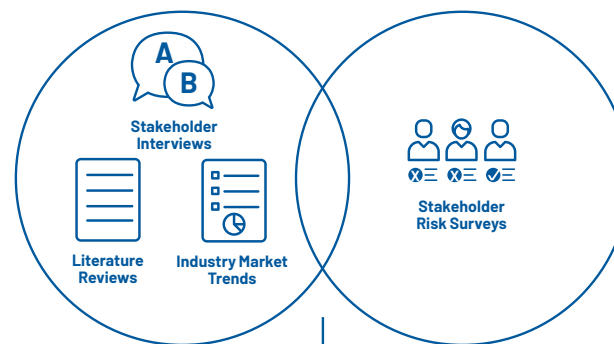 A
B
Stakeholder
Interviews
Literature
Reviews
Industry Market
Trends
X X
Stakeholder
Risk Surveys